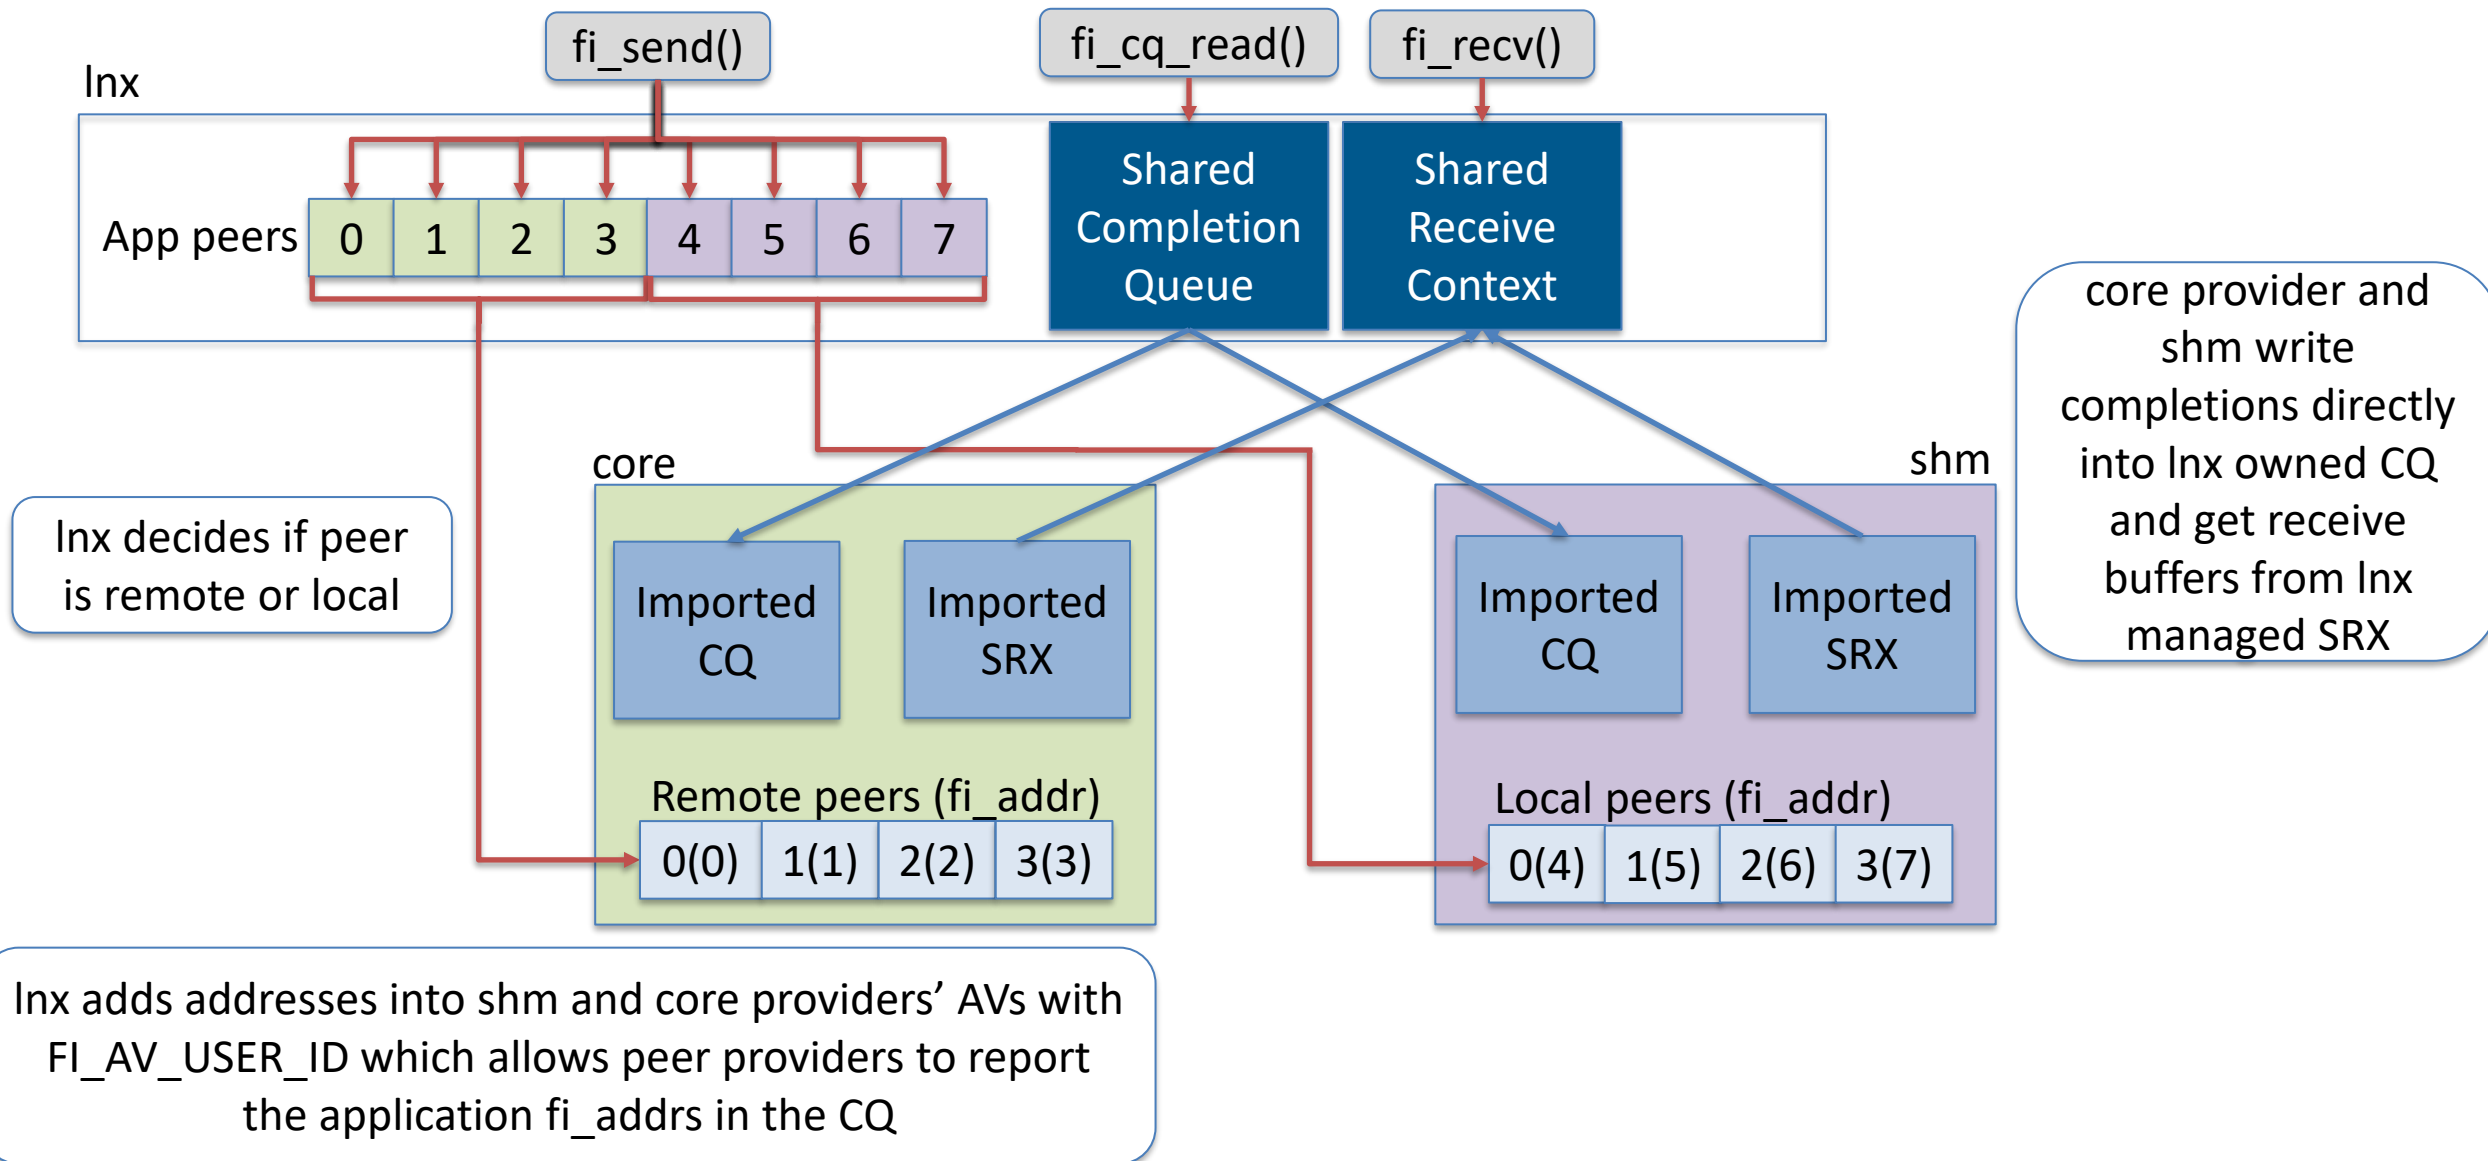 fi_send()
fi_cq_read()
fi_recv()
lnx
App peers
0 1 2 3 4 5 6 7
Shared
Completion
Queue
Shared
Receive
Context
core provider and
shm write
completions directly
into lnx owned CQ
and get receive
buffers from lnx
managed SRX
lnx decides if peer
is remote or local
core
Imported
CQ
Imported
SRX
Remote peers (fi_addr)
0(0) 1(1) 2(2) 3(3)
shm
Imported
CQ
Imported
SRX
Local peers (fi_addr)
0(4) 1(5) 2(6) 3(7)
lnx adds addresses into shm and core providers’ AVs with
FI_AV_USER_ID which allows peer providers to report
the application fi_addrs in the CQ